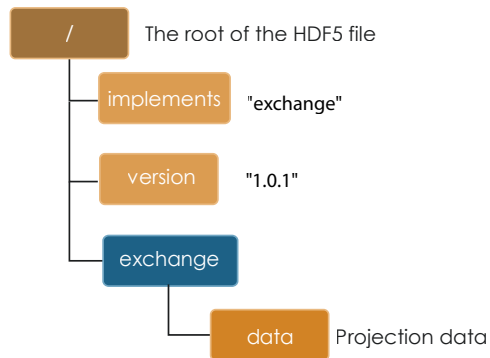 / The root of the HDF5 file
implements "exchange"
version "1.0.1"
exchange
data Projection data